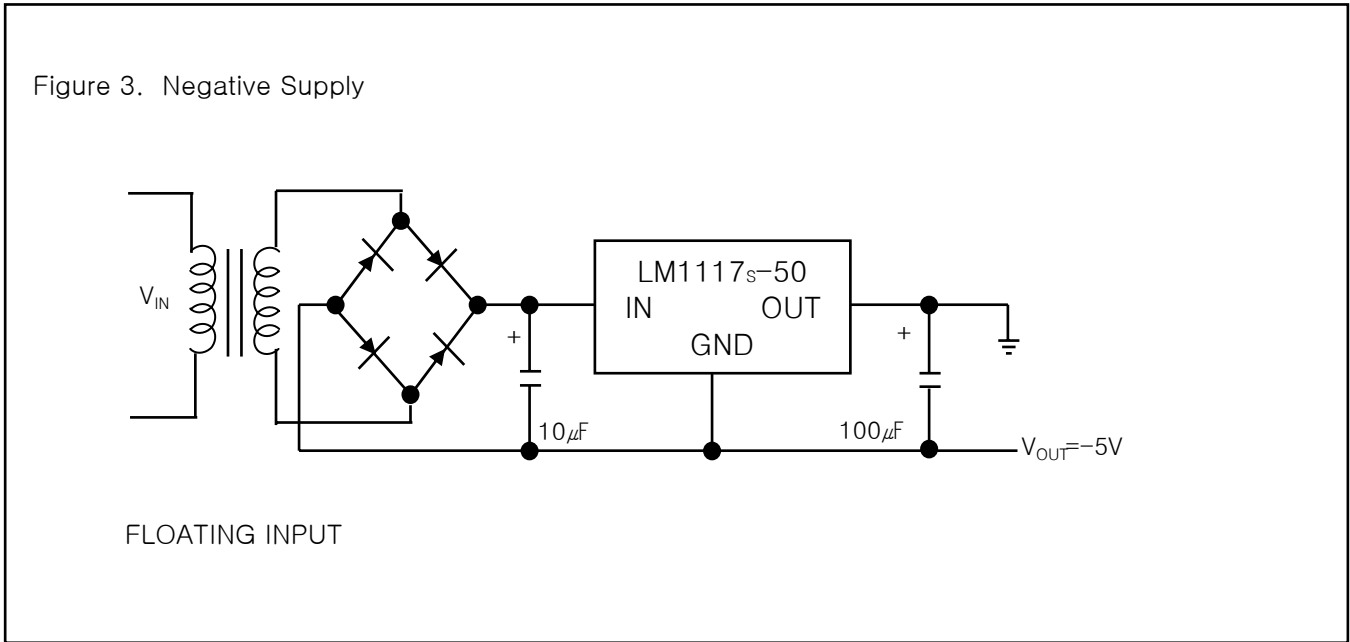 Figure 3. Negative Supply
LM1117S-50
IN OUT
GND
VIN
+
+
10μF
100μF
VOUT=-5V
FLOATING INPUT